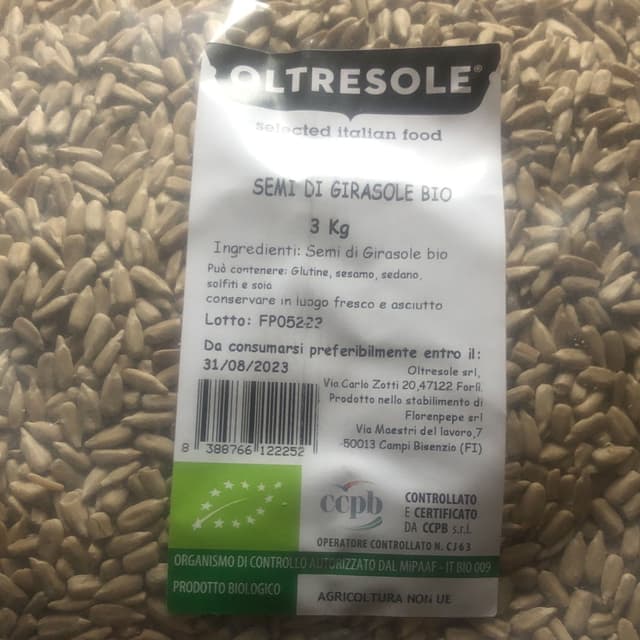 OLTRESOLE®
selected italian food
SEMI DI GIRASOLE BIO
3 Kg
Ingredienti: Semi di Girasole bio
Può contenere: Glutine, sesamo, sedano,
solfiti e soia
conservare in luogo fresco e asciutto
Lotto: FP05223
Da consumarsi preferibilmente entro il:
31/08/2023
Oltresole srl,
Via Carlo Zotti 20,47122 Forlì.
Prodotto nello stabilimento di
Florenpepe srl
Via Maestri del lavoro,7
-50013 Campi Bisenzio (FI)
8 388766 122252
ccpb
CONTROLLATO
E CERTIFICATO
DA CCPB s.r.l.
OPERATORE CONTROLLATO N. CJ63
ORGANISMO DI CONTROLLO AUTORIZZATO DAL MiPAAF - IT BIO 009
PRODOTTO BIOLOGICO
AGRICOLTURA NON UE